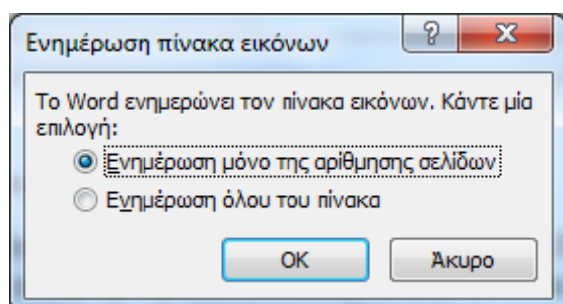 Ενημέρωση πίνακα εικόνων
?
Το Word ενημερώνει τον πίνακα εικόνων. Κάντε μία
επιλογή:
Ενημέρωση μόνο της αρίθμησης σελίδων
Ενημέρωση όλου του πίνακα
OK Άκυρο